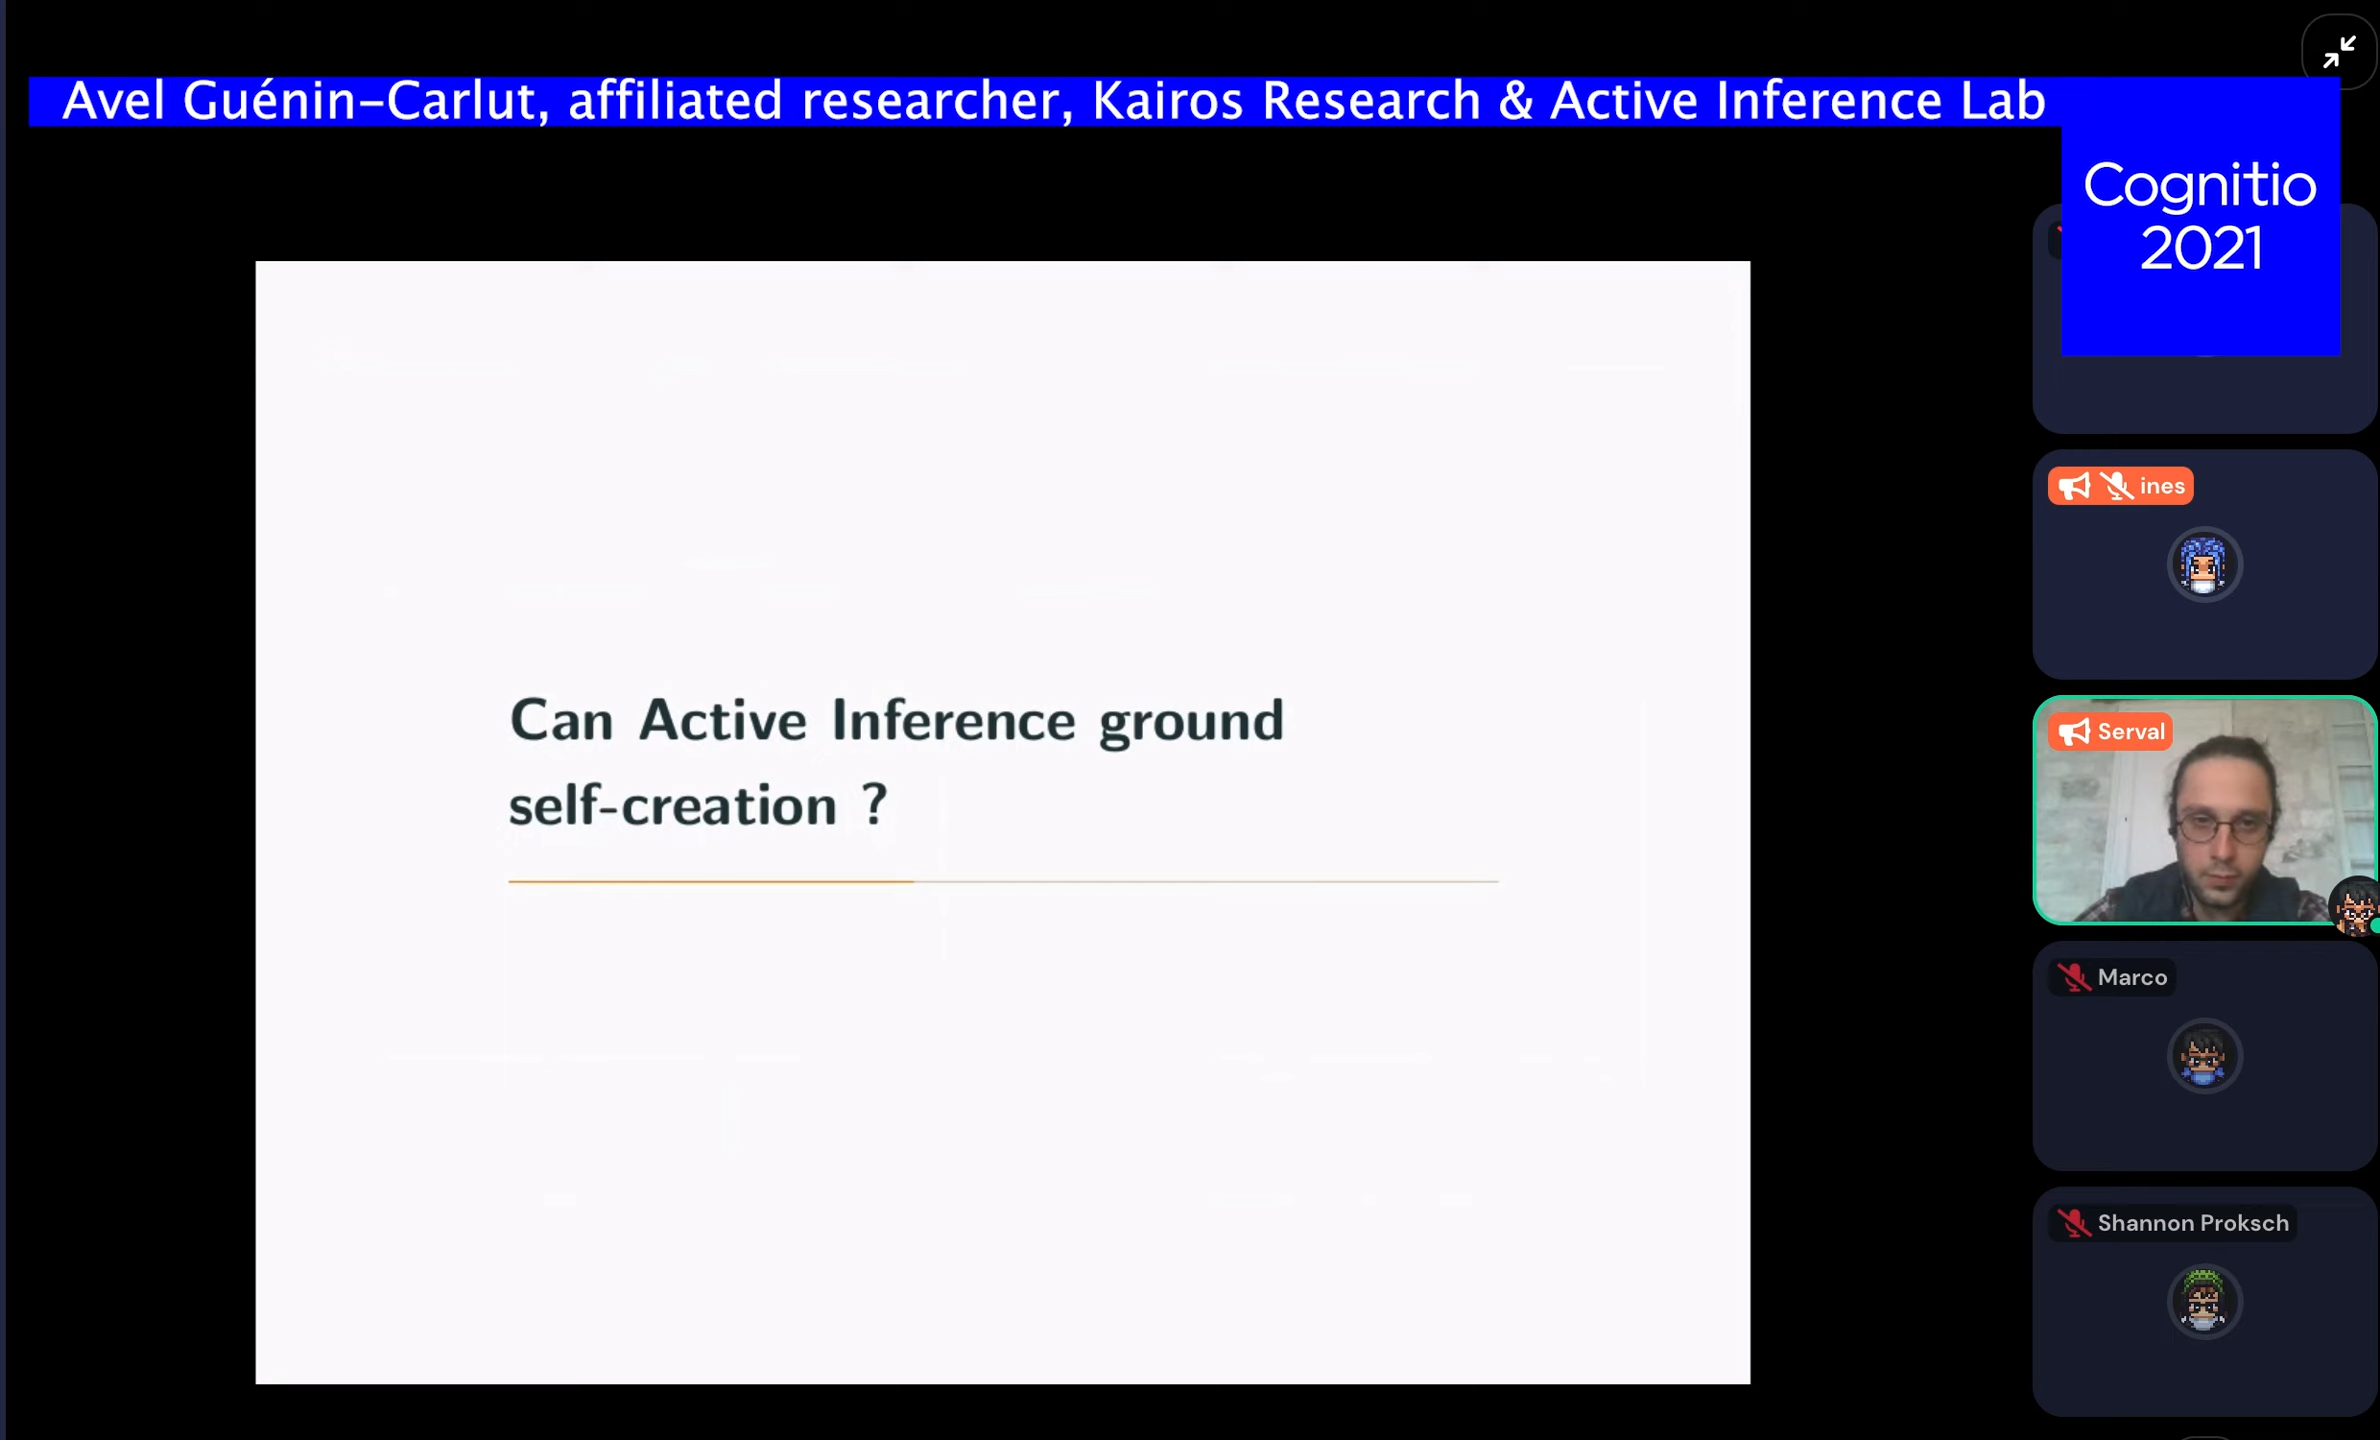 Avel Guénin-Carlut, affiliated researcher, Kairos Research & Active Inference Lab
Cognitio
2021
Can Active Inference ground
self-creation ?
ines
Serval
Marco
Shannon Proksch